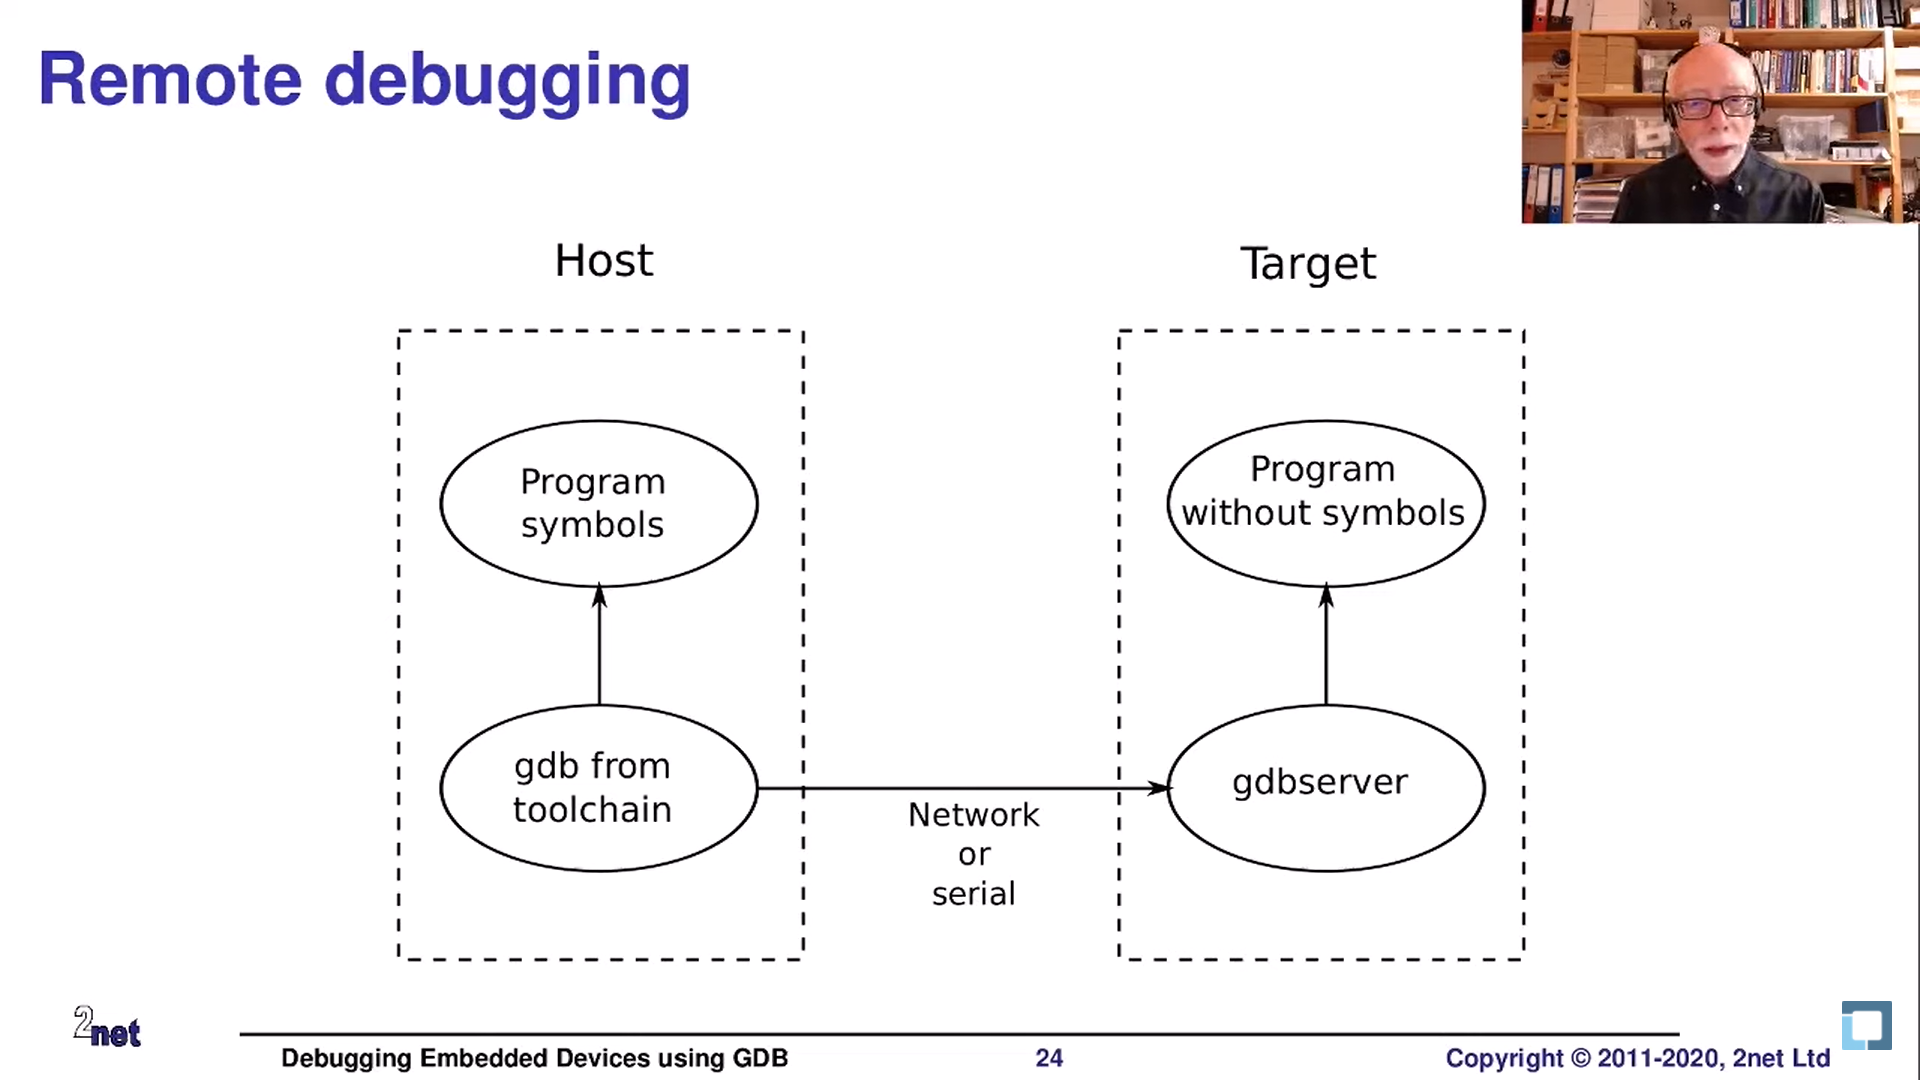 Remote debugging
Host
Target
Program
symbols
Program
without symbols
gdb from
toolchain
gdbserver
Network
or
serial
2net
Debugging Embedded Devices using GDB
24
Copyright © 2011-2020, 2net Ltd